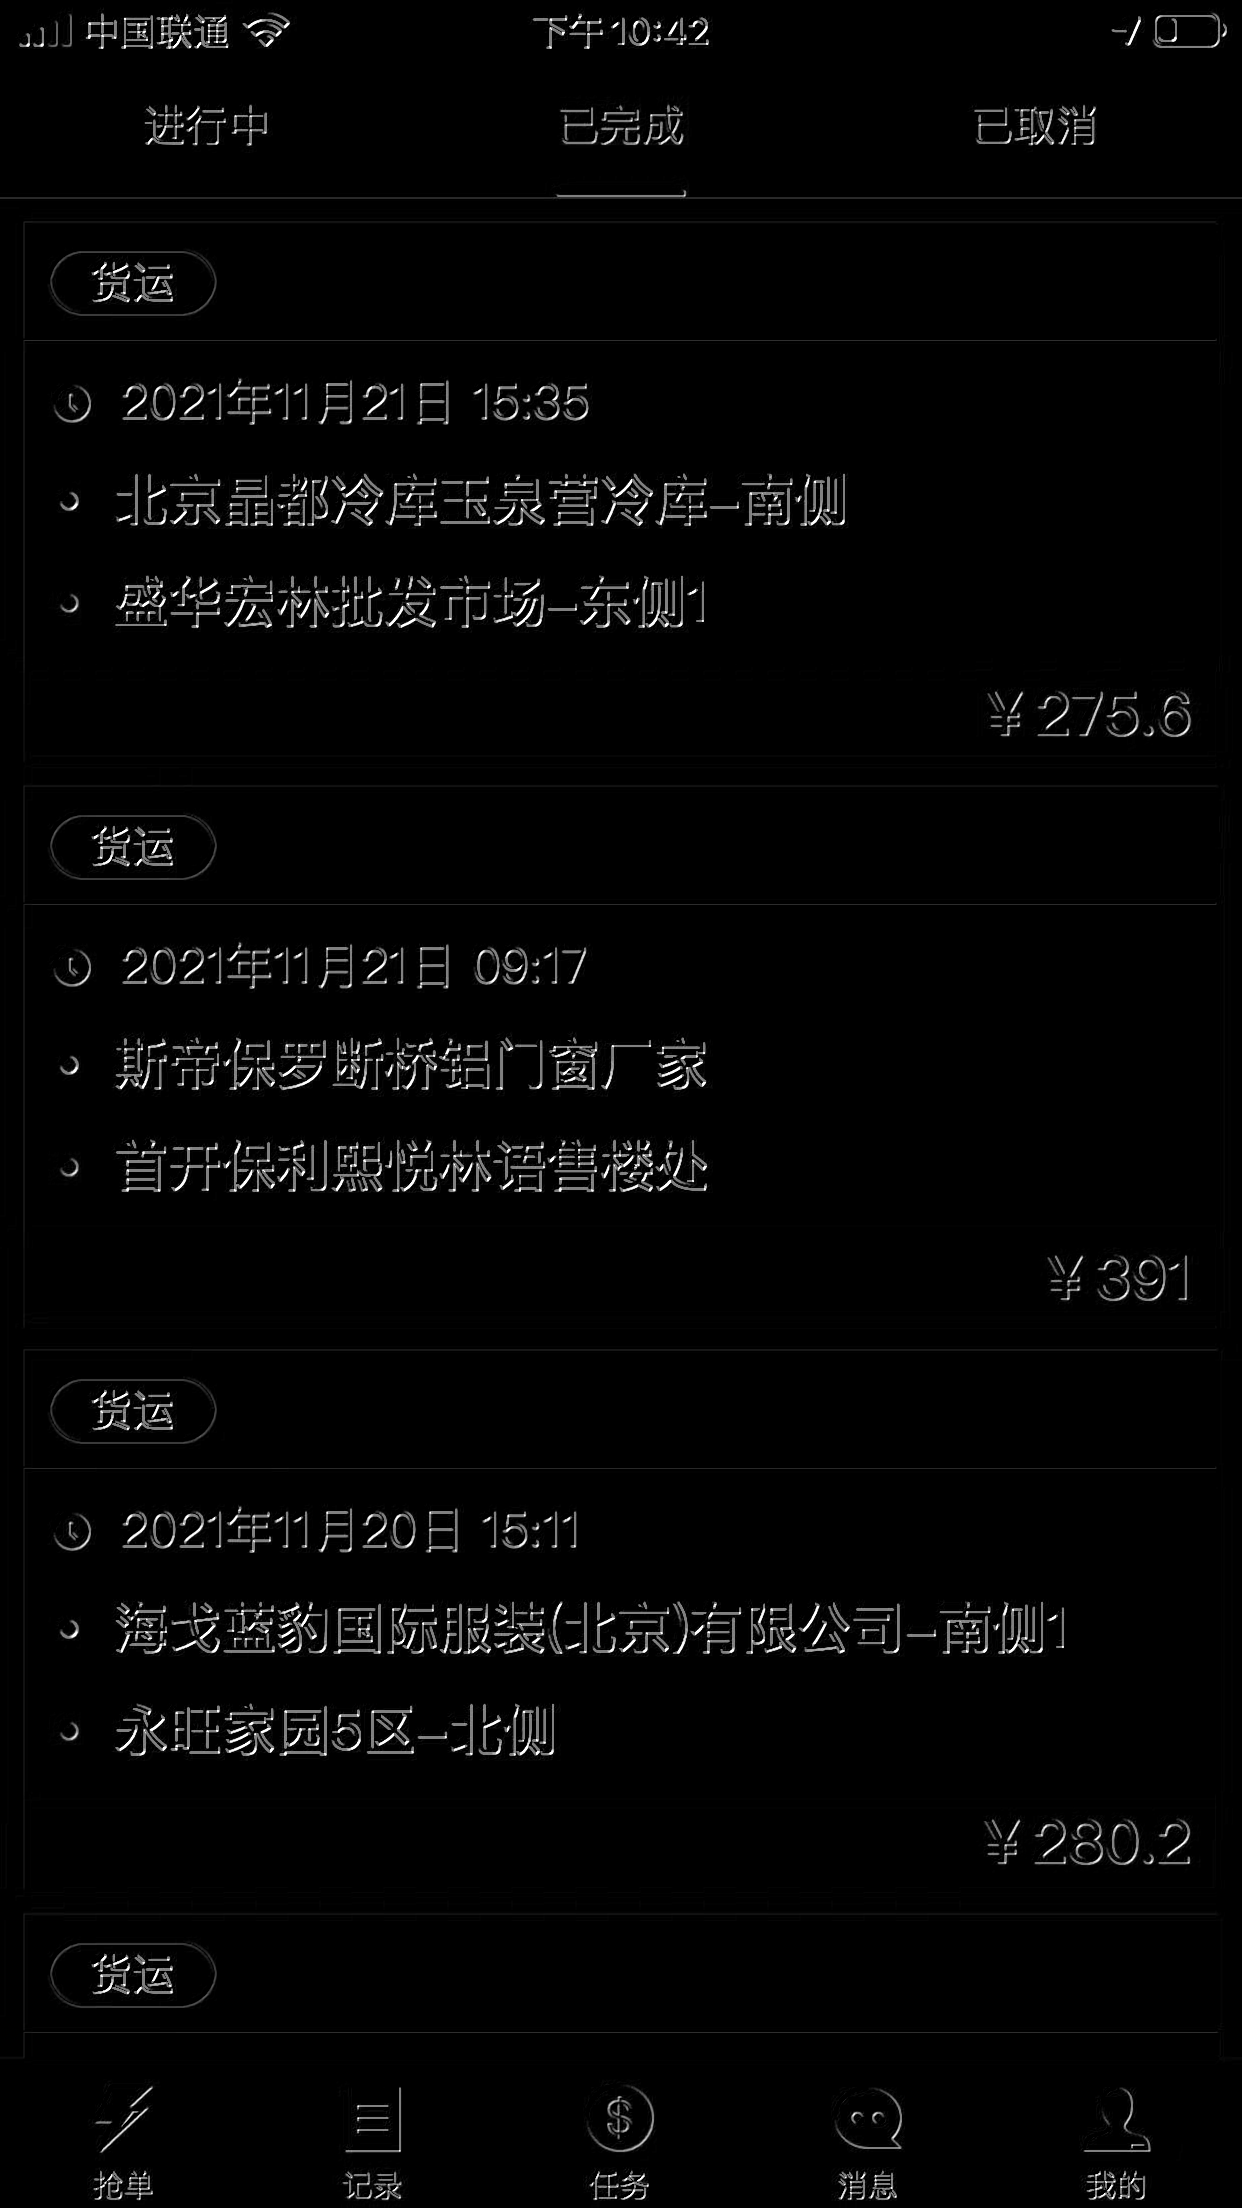 中国联通 下午10:42
进行中 已完成 已取消
货运
2021年11月21日 15:35
北京晶都冷库玉泉营冷库-南侧
盛华宏林批发市场-东侧1
¥275.6
货运
2021年11月21日 09:17
斯帝保罗断桥铝门窗厂家
首开保利熙悦林语售楼处
¥391
货运
2021年11月20日 15:11
海戈蓝豹国际服装(北京)有限公司-南侧1
永旺家园5区-北侧
¥280.2
货运
抢单 记录 任务 消息 我的